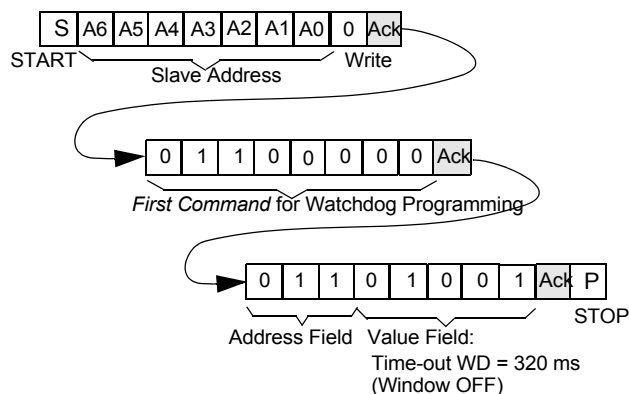 S A6 A5 A4 A3 A2 A1 A0 0 Ack
START Slave Address Write
0 1 1 0 0 0 0 0 Ack
First Command for Watchdog Programming
0 1 1 0 1 0 0 1 Ack P
STOP
Address Field Value Field:
Time-out WD = 320 ms
(Window OFF)